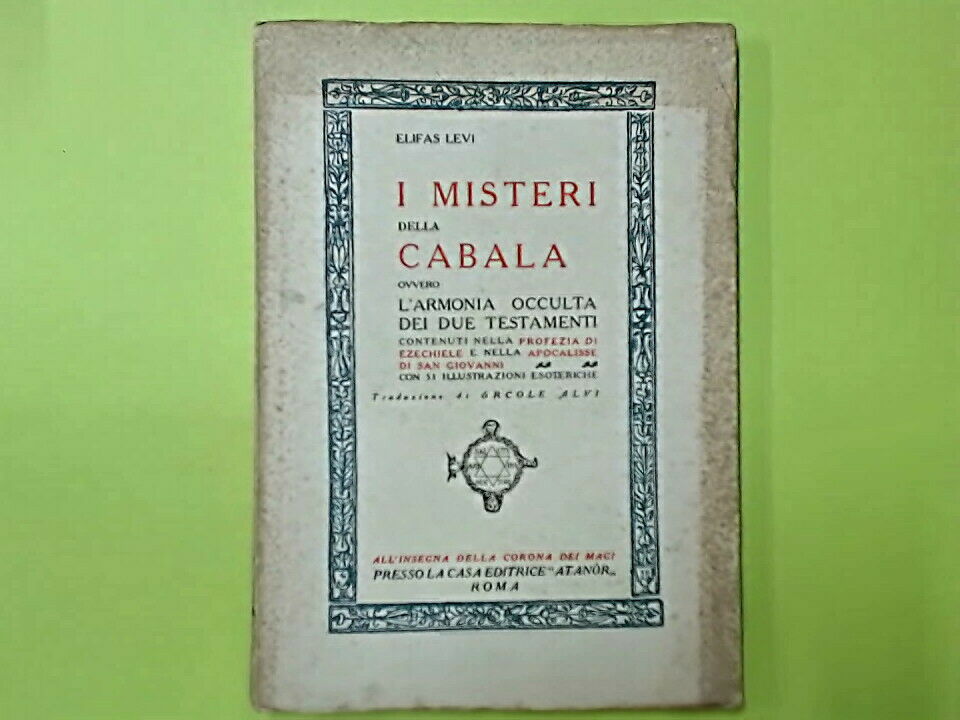 ELIFAS LEVI
I MISTERI
DELLA
CABALA
OVVERO
L'ARMONIA OCCULTA
DEI DUE TESTAMENTI
CONTENUTI NELLA PROFEZIA DI
EZECHIELE E NELLA APOCALISSE
DI SAN GIOVANNI
CON 51 ILLUSTRAZIONI ESOTERICHE
Traduzione di ERCOLE ALVI
ALL'INSEGNA DELLA CORONA DEI MAGI
PRESSO LA CASA EDITRICE "ATANÒR„
ROMA